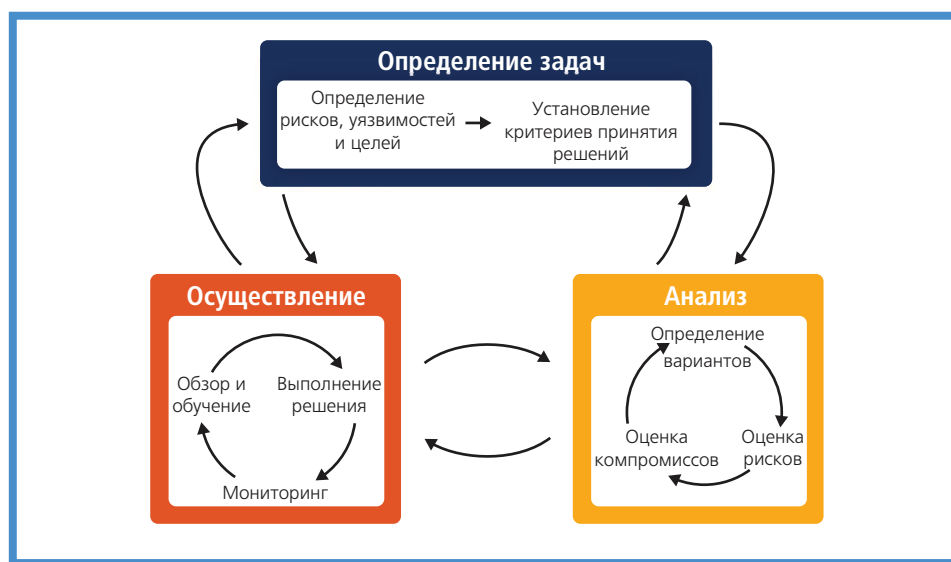 Определение задач
Определение
рисков, уязвимостей
и целей
Установление
критериев принятия
решений
Осуществление
Обзор и
обучение
Выполнение
решения
Мониторинг
Анализ
Определение
вариантов
Оценка
компромиссов
Оценка
рисков